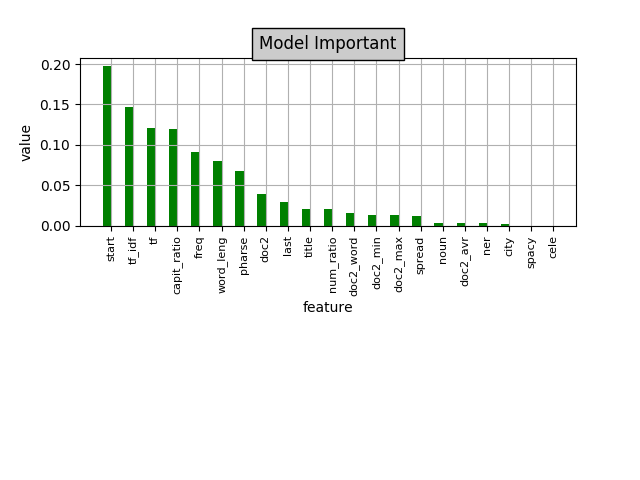 Model Important
0.20
0.15
0.10
0.05
0.00
value
start
tf_idf
tf
capit_ratio
freq
word_leng
pharse
doc2
last
title
num_ratio
doc2_word
doc2_min
doc2_max
spread
noun
doc2_avr
ner
city
spacy
cele
feature